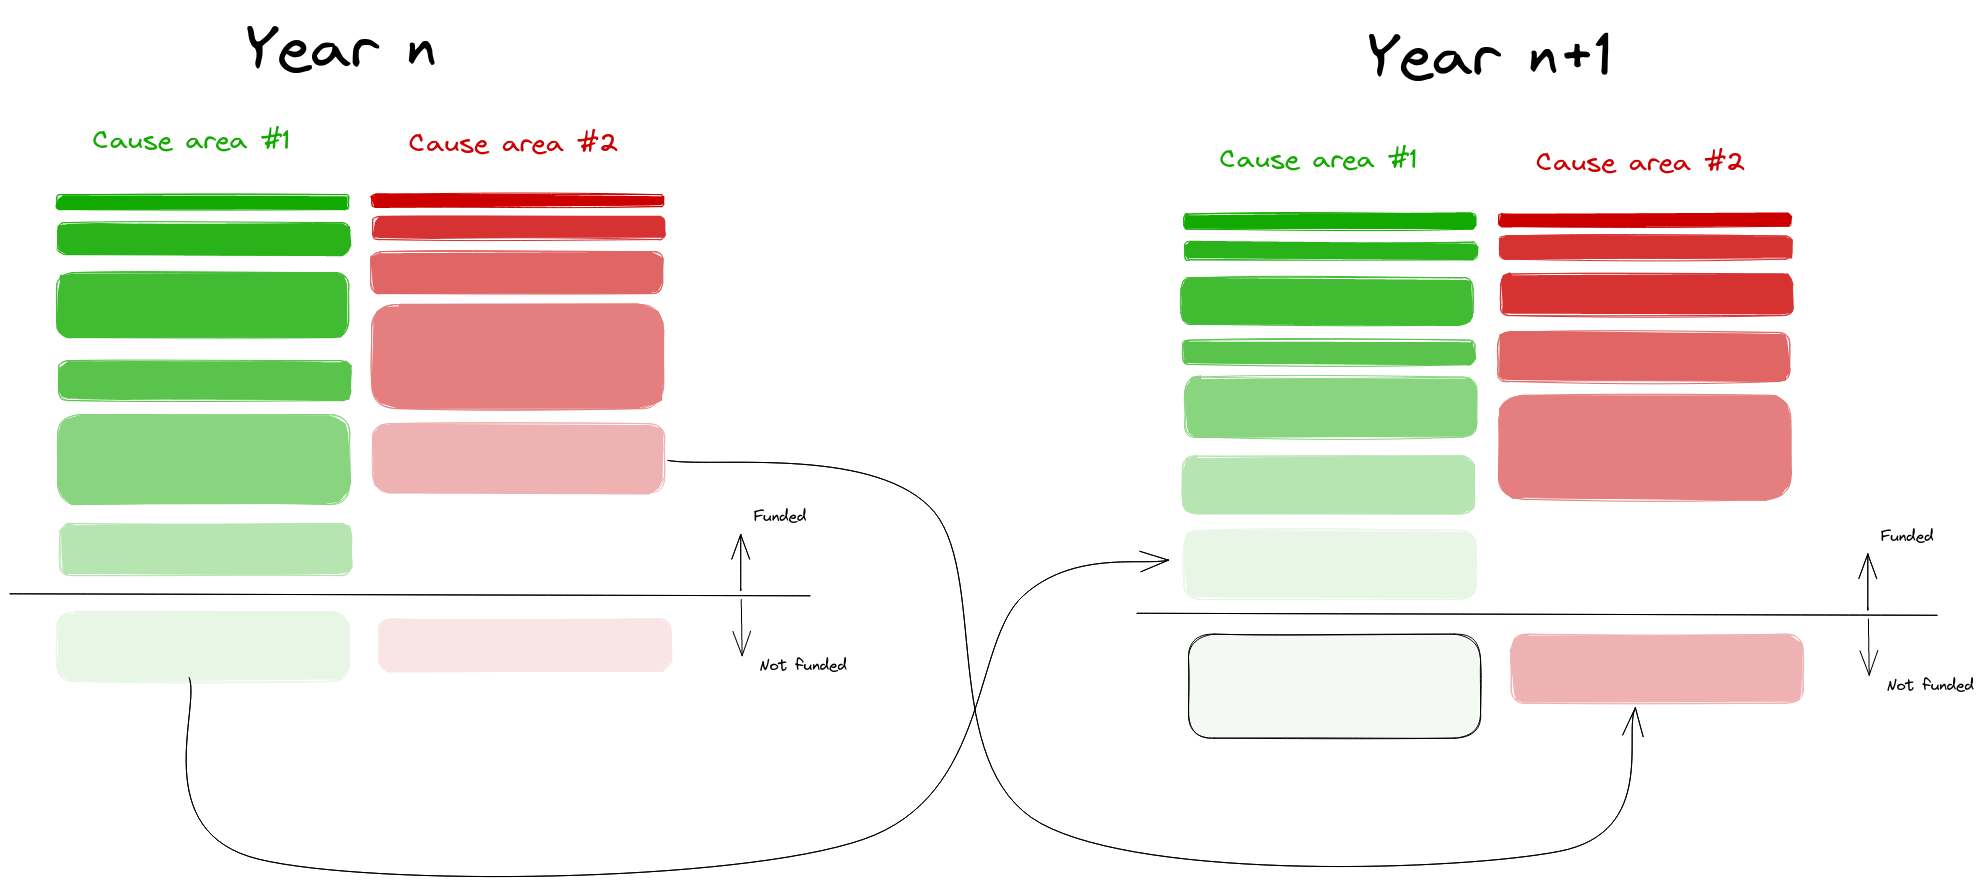 Year n
Cause area #1
Cause area #2
Funded
Not funded
Year n+1
Cause area #1
Cause area #2
Funded
Not funded